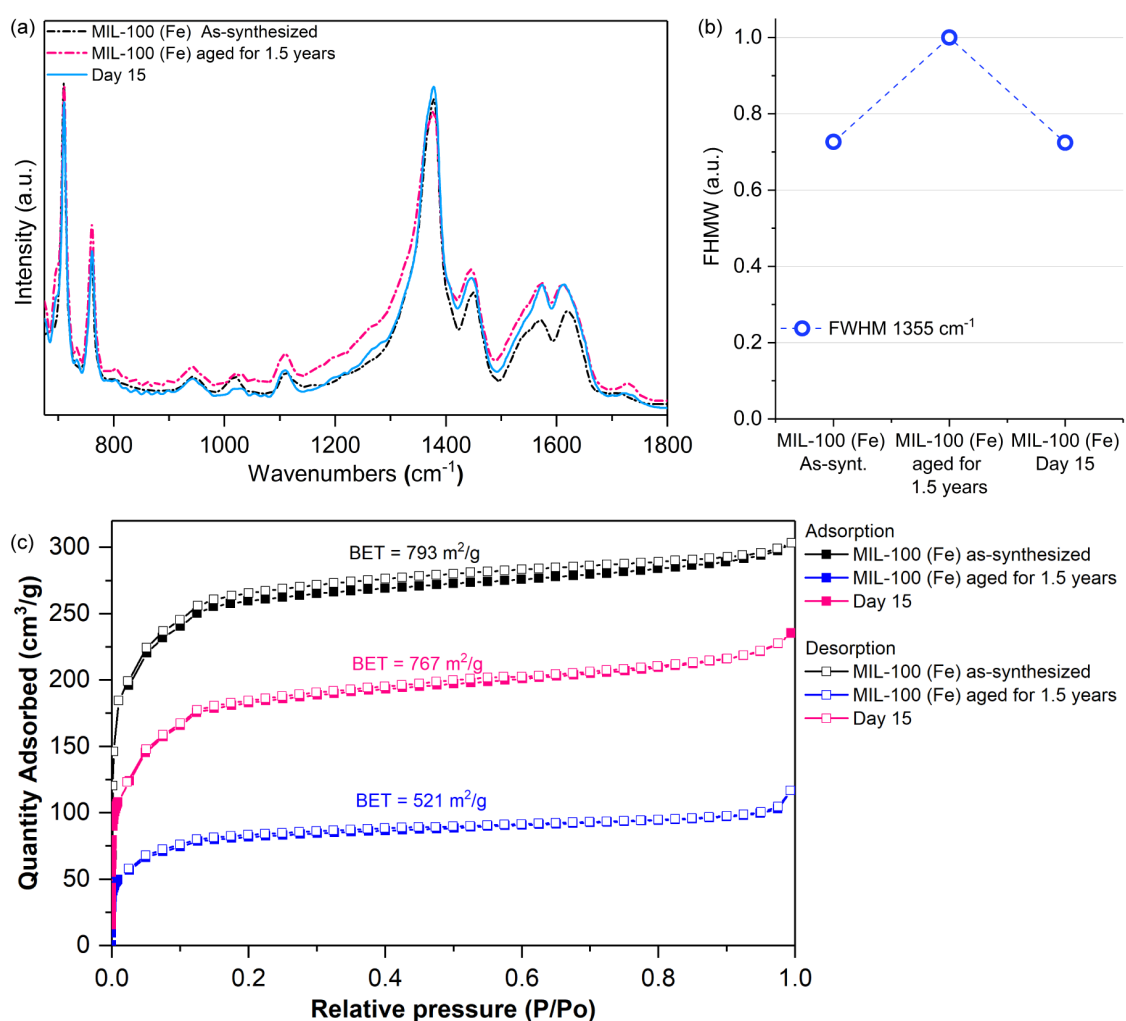 (a)
MIL-100 (Fe) As-synthesized
MIL-100 (Fe) aged for 1.5 years
Day 15
Intensity (a.u.)
800 1000 1200 1400 1600 1800
Wavenumbers (cm⁻¹)
(b)
1.0
0.8
0.6
0.4
0.2
0.0
FHMW (a.u.)
FWHM 1355 cm⁻¹
MIL-100 (Fe)
As-synt.
MIL-100 (Fe)
aged for
1.5 years
MIL-100 (Fe)
Day 15
(c)
300
250
200
150
100
50
0
Quantity Adsorbed (cm³/g)
BET = 793 m²/g
BET = 767 m²/g
BET = 521 m²/g
0.0 0.2 0.4 0.6 0.8 1.0
Relative pressure (P/Po)
Adsorption
MIL-100 (Fe) as-synthesized
MIL-100 (Fe) aged for 1.5 years
Day 15
Desorption
MIL-100 (Fe) as-synthesized
MIL-100 (Fe) aged for 1.5 years
Day 15